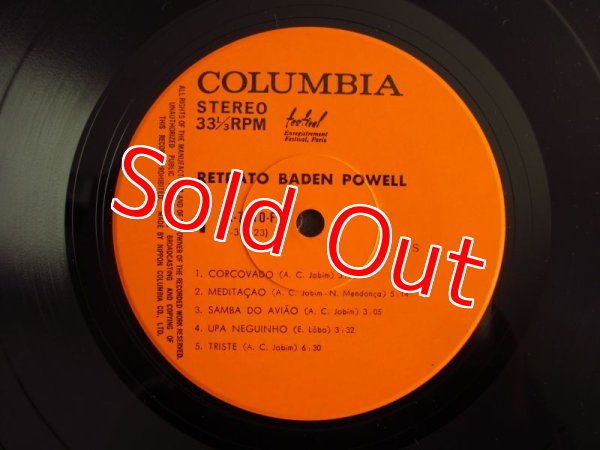 COLUMBIA
STEREO
33⅓RPM
festival
Enregistrement
Festival, Paris
RETRATO BADEN POWELL
Sold Out
1. CORCOVADO (A. C. Jobim)
2. MEDITAÇAO (A. C. Jobim - N. Mendonça) 5:14
3. SAMBA DO AVIÃO (A. C. Jobim) 3:05
4. UPA NEGUINHO (E. Lôbo) 3:32
5. TRISTE (A. C. Jobim) 6:30
ALL RIGHTS OF THE MANUFACTURER AND OF THE OWNER OF THE RECORDED WORK RESERVED.
UNAUTHORIZED PUBLIC BROADCASTING AND COPYING OF
THIS RECORD PROHIBITED. MADE BY NIPPON COLUMBIA CO., LTD.